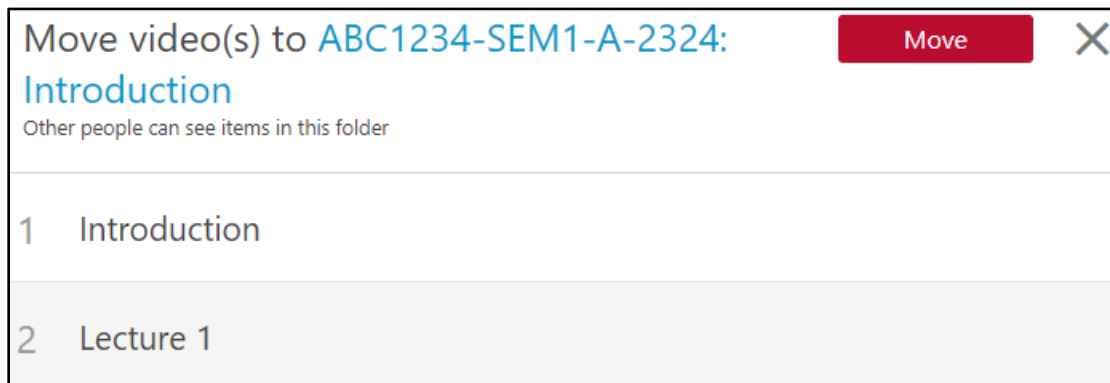 Move video(s) to ABC1234-SEM1-A-2324:
Introduction
Move
Other people can see items in this folder
1 Introduction
2 Lecture 1